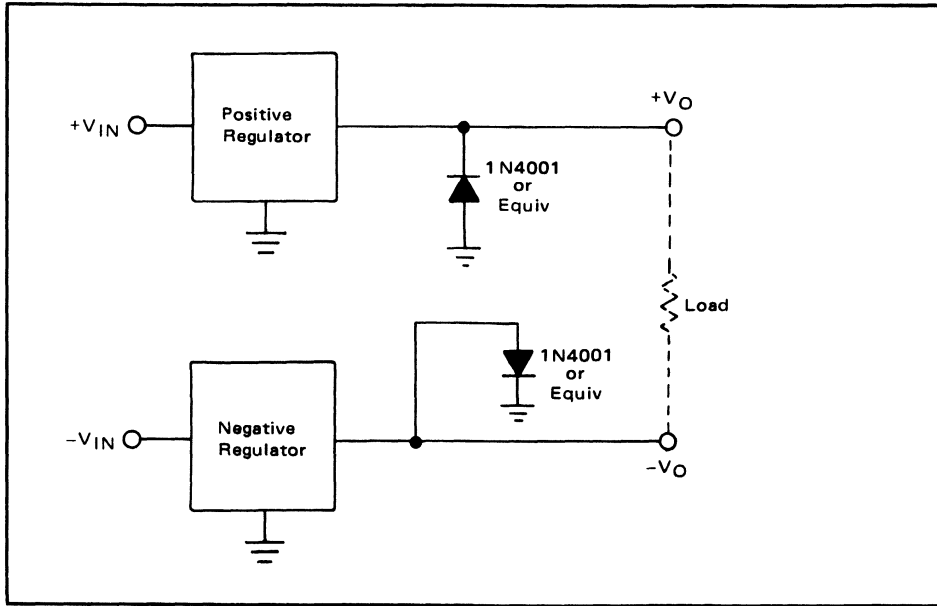 +VO
Positive
Regulator
+VIN
1N4001
or
Equiv
Load
1N4001
or
Equiv
Negative
Regulator
-VIN
-VO